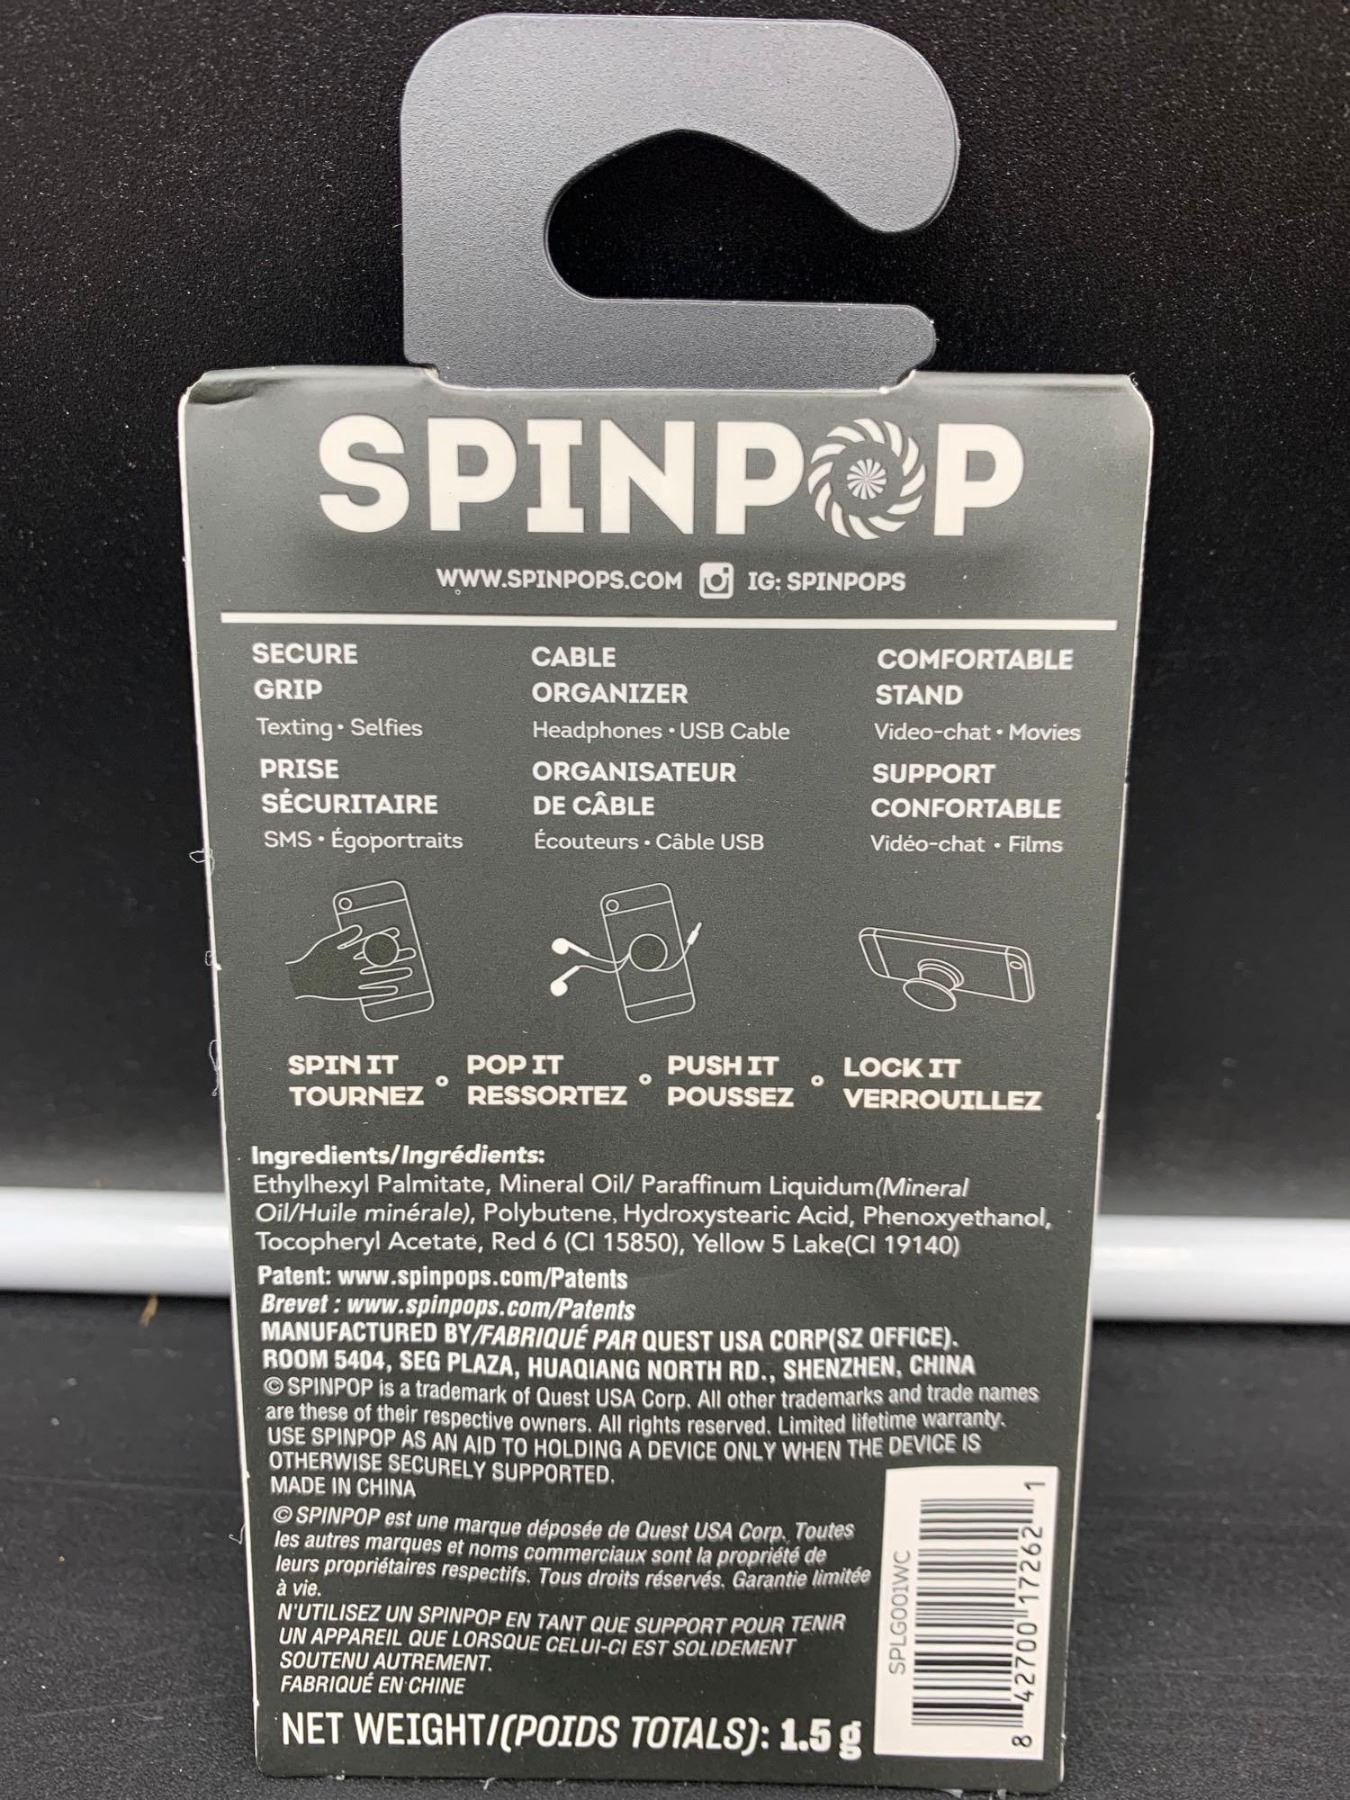 SPINPOP
WWW.SPINPOPS.COM IG: SPINPOPS
SECURE
GRIP
Texting • Selfies
PRISE
SÉCURITAIRE
SMS • Égoportraits
CABLE
ORGANIZER
Headphones • USB Cable
ORGANISATEUR
DE CÂBLE
Écouteurs • Câble USB
COMFORTABLE
STAND
Video-chat • Movies
SUPPORT
CONFORTABLE
Vidéo-chat • Films
SPIN IT ° POP IT ° PUSH IT ° LOCK IT
TOURNEZ RESSORTEZ POUSSEZ VERROUILLEZ
Ingredients/Ingrédients:
Ethylhexyl Palmitate, Mineral Oil/ Paraffinum Liquidum(Mineral
Oil/Huile minérale), Polybutene, Hydroxystearic Acid, Phenoxyethanol,
Tocopheryl Acetate, Red 6 (CI 15850), Yellow 5 Lake(CI 19140)
Patent: www.spinpops.com/Patents
Brevet : www.spinpops.com/Patents
MANUFACTURED BY/FABRIQUÉ PAR QUEST USA CORP(SZ OFFICE).
ROOM 5404, SEG PLAZA, HUAQIANG NORTH RD., SHENZHEN, CHINA
© SPINPOP is a trademark of Quest USA Corp. All other trademarks and trade names
are these of their respective owners. All rights reserved. Limited lifetime warranty.
USE SPINPOP AS AN AID TO HOLDING A DEVICE ONLY WHEN THE DEVICE IS
OTHERWISE SECURELY SUPPORTED.
MADE IN CHINA
© SPINPOP est une marque déposée de Quest USA Corp. Toutes
les autres marques et noms commerciaux sont la propriété de
leurs propriétaires respectifs. Tous droits réservés. Garantie limitée
à vie.
N'UTILISEZ UN SPINPOP EN TANT QUE SUPPORT POUR TENIR
UN APPAREIL QUE LORSQUE CELUI-CI EST SOLIDEMENT
SOUTENU AUTREMENT.
FABRIQUÉ EN CHINE
NET WEIGHT/(POIDS TOTALS): 1.5 g
SPLG001WC
8 42700 17262 1